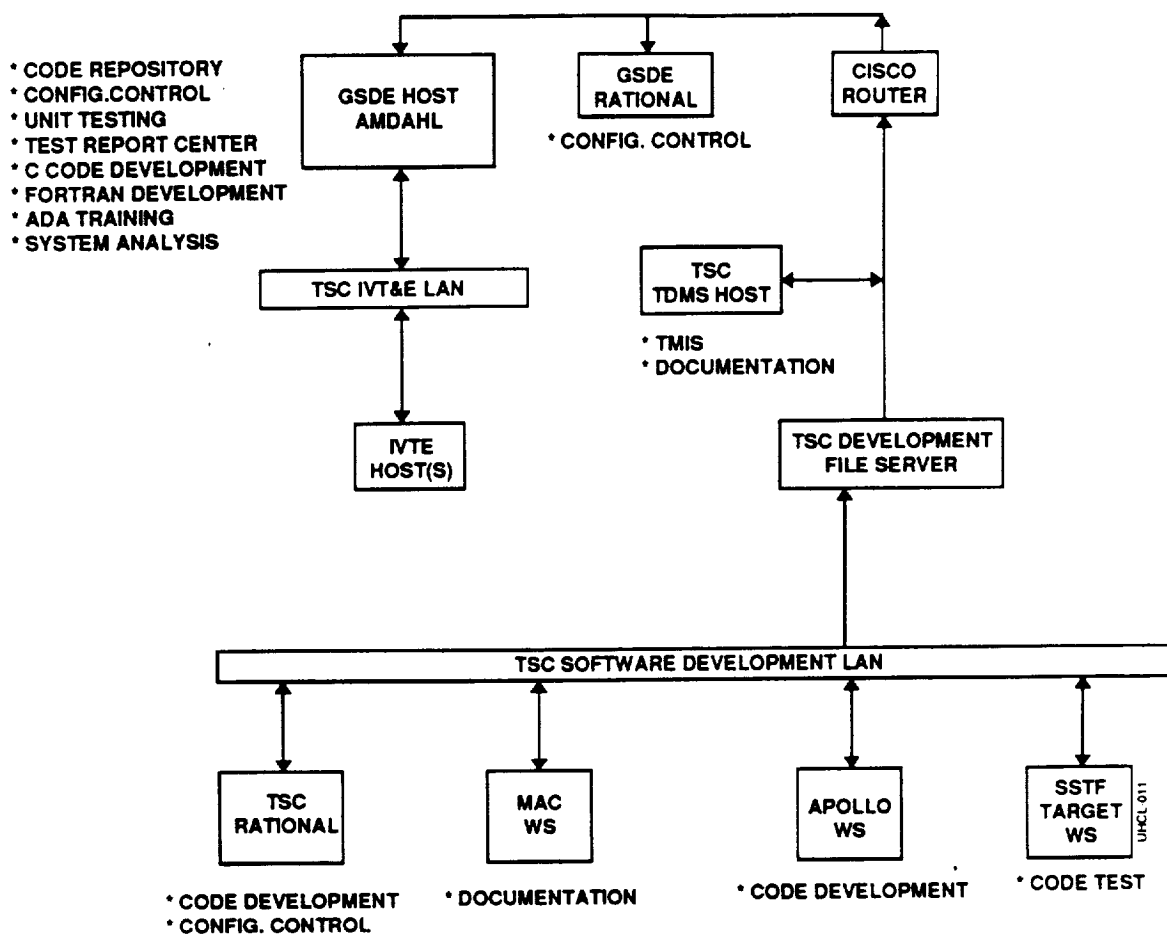 * CODE REPOSITORY
* CONFIG.CONTROL
* UNIT TESTING
* TEST REPORT CENTER
* C CODE DEVELOPMENT
* FORTRAN DEVELOPMENT
* ADA TRAINING
* SYSTEM ANALYSIS
GSDE HOST
AMDAHL
GSDE
RATIONAL
* CONFIG. CONTROL
CISCO
ROUTER
TSC IVT&E LAN
TSC
TDMS HOST
* TMIS
* DOCUMENTATION
IVTE
HOST(S)
TSC DEVELOPMENT
FILE SERVER
TSC SOFTWARE DEVELOPMENT LAN
TSC
RATIONAL
* CODE DEVELOPMENT
* CONFIG. CONTROL
MAC
WS
* DOCUMENTATION
APOLLO
WS
* CODE DEVELOPMENT
SSTF
TARGET
WS
* CODE TEST
UHCL-011